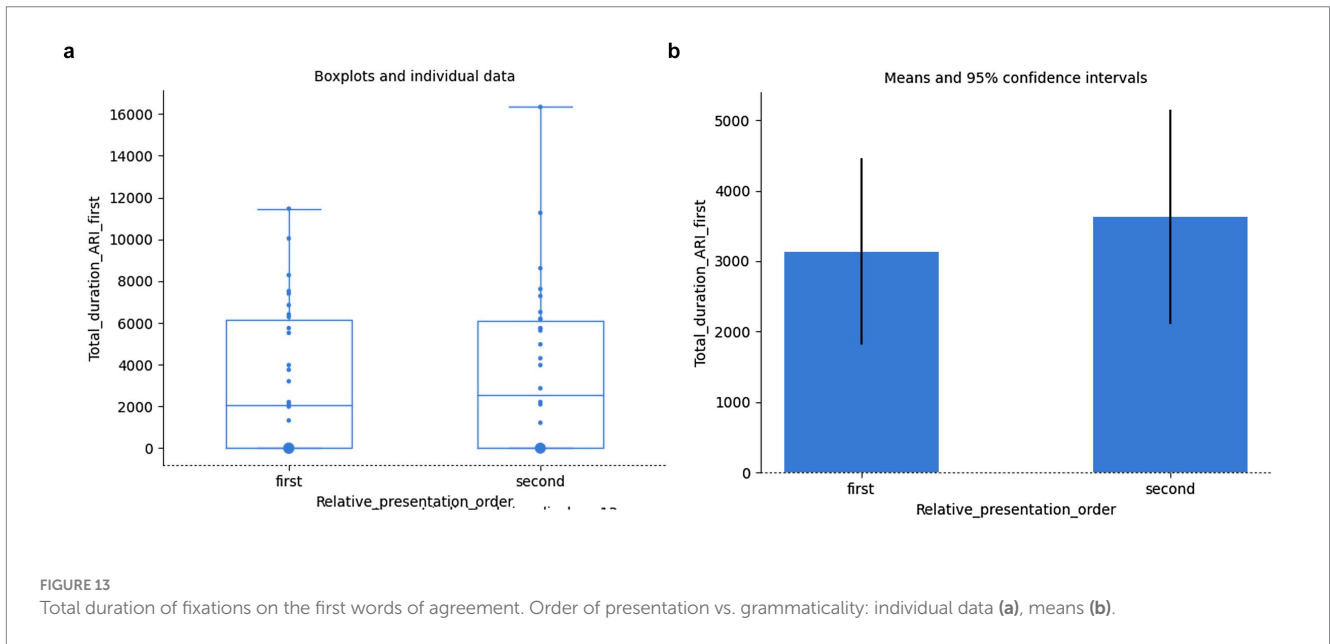 a
Boxplots and individual data
16000
14000
12000
10000
8000
6000
4000
2000
0
Total_duration_ARI_first
first
second
Relative_presentation_order
b
Means and 95% confidence intervals
5000
4000
3000
2000
1000
0
Total_duration_ARI_first
first
second
Relative_presentation_order
FIGURE 13
Total duration of fixations on the first words of agreement. Order of presentation vs. grammaticality: individual data (a), means (b).